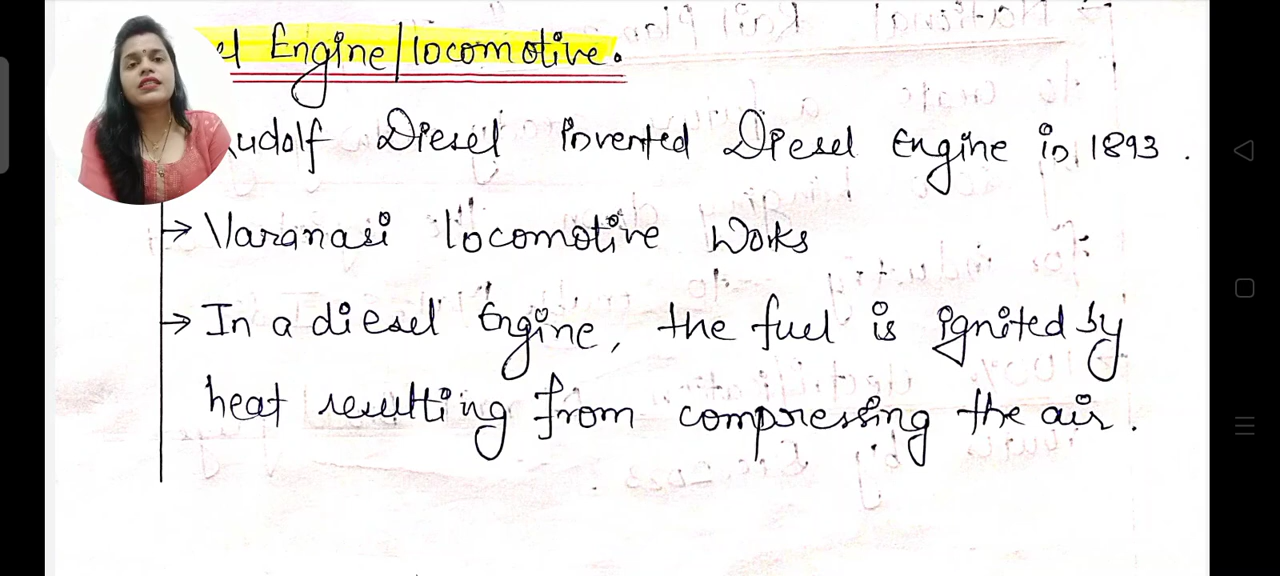 Engine/locomotive.
Rudolf Diesel invented Diesel Engine in 1893.
→ Varanasi locomotive Works
→ In a diesel Engine, the fuel is ignited by
heat resulting from compressing the air.